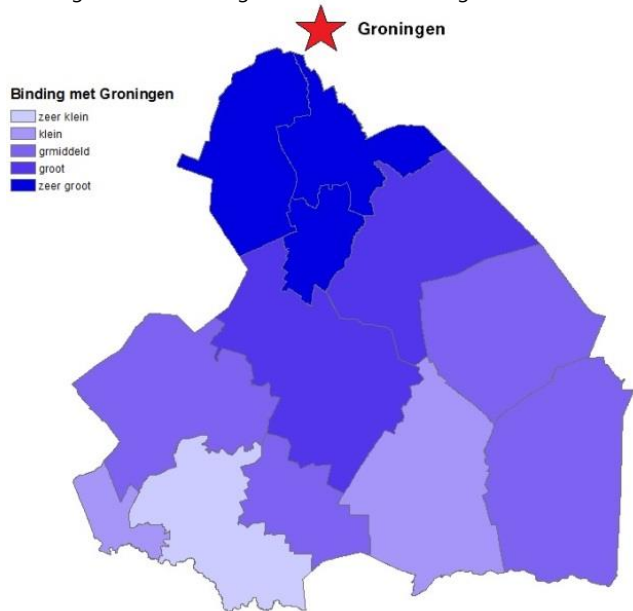 Groningen
Binding met Groningen
zeer klein
klein
grmiddeld
groot
zeer groot